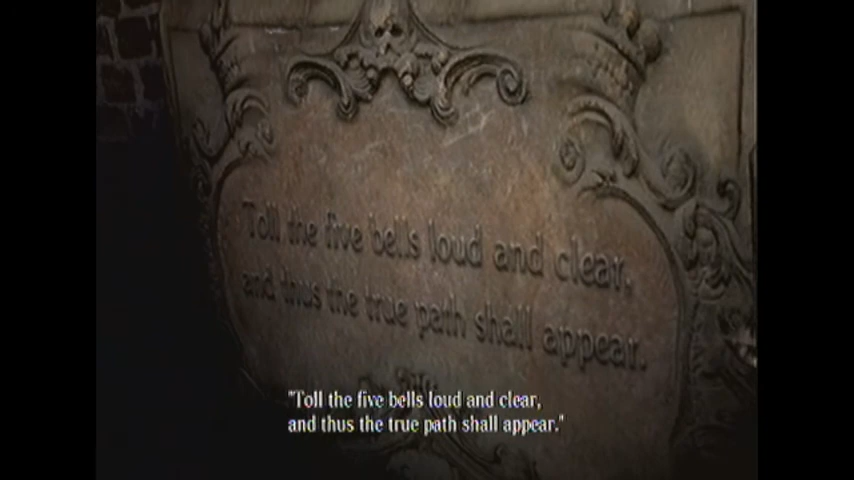 Toll the five bells loud and clear,
and thus the true path shall appear.
"Toll the five bells loud and clear,
and thus the true path shall appear."